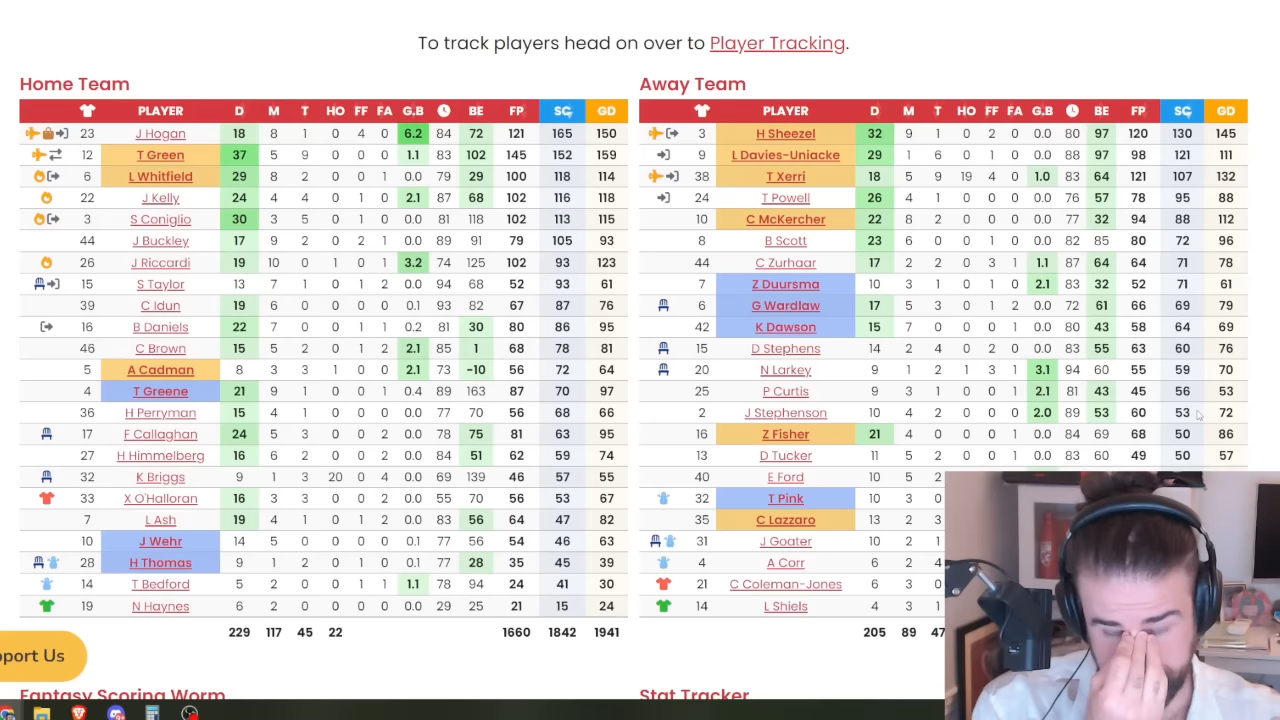 To track players head on over to Player Tracking.
Home Team
PLAYER D M T HO FF FA G.B BE FP SC GD
23 J Hogan 18 8 1 0 4 0 6.2 84 72 121 165 150
12 T Green 37 5 9 0 0 0 1.1 83 102 145 152 159
6 L Whitfield 29 8 2 0 0 1 0.0 79 29 100 118 114
22 J Kelly 24 4 4 0 1 0 2.1 87 68 102 116 118
3 S Coniglio 30 3 5 0 1 1 0.0 81 118 102 113 115
44 J Buckley 17 9 2 0 2 1 0.0 89 91 79 105 93
26 J Riccardi 19 10 0 1 0 1 3.2 74 125 102 93 123
15 S Taylor 13 7 1 0 1 2 0.0 94 68 52 93 61
39 C Idun 19 6 0 0 0 0 0.1 93 82 67 87 76
16 B Daniels 22 7 0 0 1 1 0.2 81 30 80 86 95
46 C Brown 15 5 2 0 1 2 2.1 85 1 68 78 81
5 A Cadman 8 3 3 1 0 0 2.1 73 -10 56 72 64
4 T Greene 21 9 1 0 0 1 0.4 89 163 87 70 97
36 H Perryman 15 4 1 0 1 0 0.0 77 70 56 68 66
17 F Callaghan 24 5 3 0 0 2 0.0 78 75 81 63 95
27 H Himmelberg 16 6 2 0 0 2 0.0 84 51 62 59 74
32 K Briggs 9 1 3 20 0 4 0.0 69 139 46 57 55
33 X O'Halloran 16 3 3 0 0 2 0.0 55 70 56 53 67
7 L Ash 19 4 1 0 1 2 0.0 83 56 64 47 82
10 J Wehr 14 5 0 0 0 0 0.1 77 56 54 46 63
28 H Thomas 9 1 2 0 1 0 0.1 77 28 35 45 39
14 T Bedford 5 2 0 0 1 0 1.1 78 94 24 41 30
19 N Haynes 6 2 0 0 0 0 0.0 29 25 21 15 24
229 117 45 22 1660 1842 1941
Away Team
PLAYER D M T HO FF FA G.B BE FP SC GD
3 H Sheezel 32 9 1 0 2 0 0.0 80 97 120 130 145
9 L Davies-Uniacke 29 1 6 0 1 0 0.0 88 97 98 121 111
38 T Xerri 18 5 9 19 4 0 1.0 83 64 121 107 132
24 T Powell 26 4 1 0 0 0 0.0 76 57 78 95 88
10 C McKercher 22 8 2 0 0 0 0.0 77 32 94 88 112
8 B Scott 23 6 0 0 1 0 0.0 82 85 80 72 96
44 C Zurhaar 17 2 2 0 3 1 1.1 87 64 64 71 78
7 Z Duursma 10 3 1 0 1 0 2.1 83 32 52 71 61
6 G Wardlaw 17 5 3 0 1 2 0.0 72 61 66 69 79
42 K Dawson 15 7 0 0 0 1 0.0 80 43 58 64 69
15 D Stephens 14 2 4 0 2 0 0.0 83 55 63 60 76
20 N Larkey 9 1 2 1 3 1 3.1 94 60 55 59 70
25 P Curtis 9 3 1 0 0 1 2.1 81 43 45 56 53
2 J Stephenson 10 4 2 0 0 0 2.0 89 53 60 53 72
16 Z Fisher 21 4 0 0 0 1 0.0 84 69 68 50 86
13 D Tucker 11 5 2 0 0 0 0.0 83 60 49 50 57
40 E Ford 10 5 2
32 T Pink 10 3 0
35 C Lazzaro 13 2 3
31 J Goater 10 2 1
4 A Corr 6 2 4
21 C Coleman-Jones 6 3 0
14 L Shiels 4 3 1
205 89 47
pport Us
Fantasy Scoring Worm
Stat Tracker